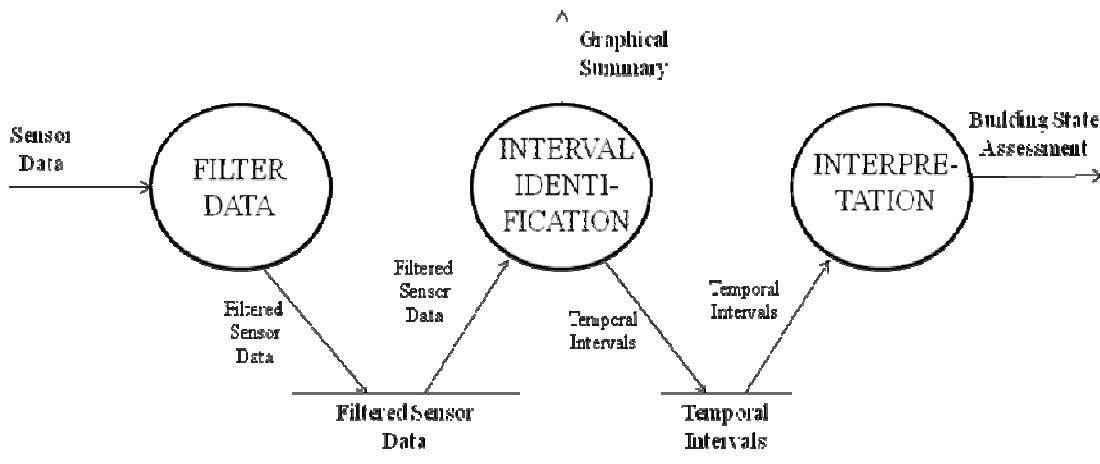 Graphical
Summary
Sensor
Data
FILTER
DATA
INTERVAL
IDENTI-
FICATION
INTERPRE-
TATION
Building State
Assessment
Filtered
Sensor
Data
Filtered
Sensor
Data
Temporal
Intervals
Temporal
Intervals
Filtered Sensor
Data
Temporal
Intervals